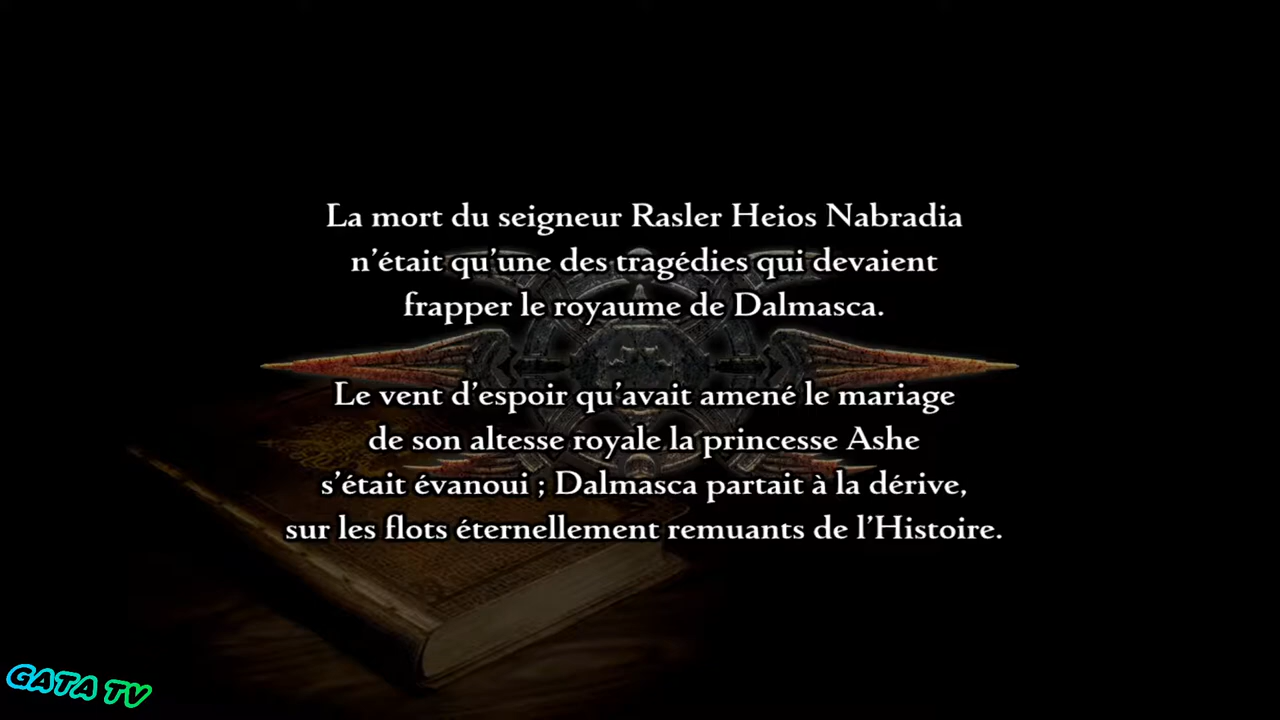 La mort du seigneur Rasler Heios Nabradia
n'était qu'une des tragédies qui devaient
frapper le royaume de Dalmasca.
Le vent d'espoir qu'avait amené le mariage
de son altesse royale la princesse Ashe
s'était évanoui ; Dalmasca partait à la dérive,
sur les flots éternellement remuants de l'Histoire.
GATA TV